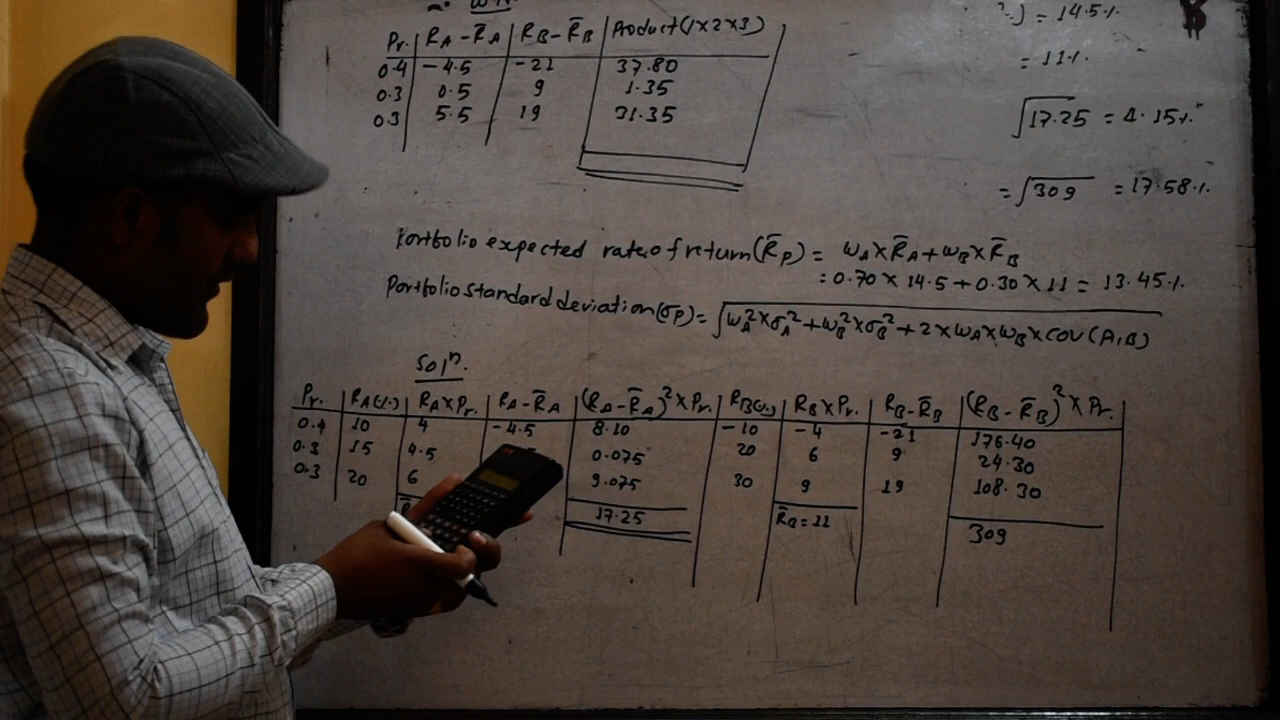 Pr. | RA - R̄A | RB - R̄B | Product (1×2×3)
0.4 | -4.5 | -21 | 37.80
0.3 | 0.5 | 9 | 1.35
0.3 | 5.5 | 19 | 31.35
= 14.5%
= 11%
√17.25 = 4.15%
= √309 = 17.58%
Portfolio expected rate of return (R̄p) = wA × R̄A + wB × R̄B
= 0.70 × 14.5 + 0.30 × 11 = 13.45%
Portfolio standard deviation (σp) = √wA² × σA² + wB² × σB² + 2 × wA × wB × COV (A,B)
Solⁿ.
Pr. | RA(%) | RA × Pr. | RA - R̄A | (RA - R̄A)² × Pr. | RB(%) | RB × Pr. | RB - R̄B | (RB - R̄B)² × Pr.
0.4 | 10 | 4 | -4.5 | 8.10 | -10 | -4 | -21 | 176.40
0.3 | 15 | 4.5 | 0.075 | 20 | 6 | 9 | 24.30
0.3 | 20 | 6 | 9.075 | 30 | 9 | 19 | 108.30
17.25 | R̄B = 11 | 309